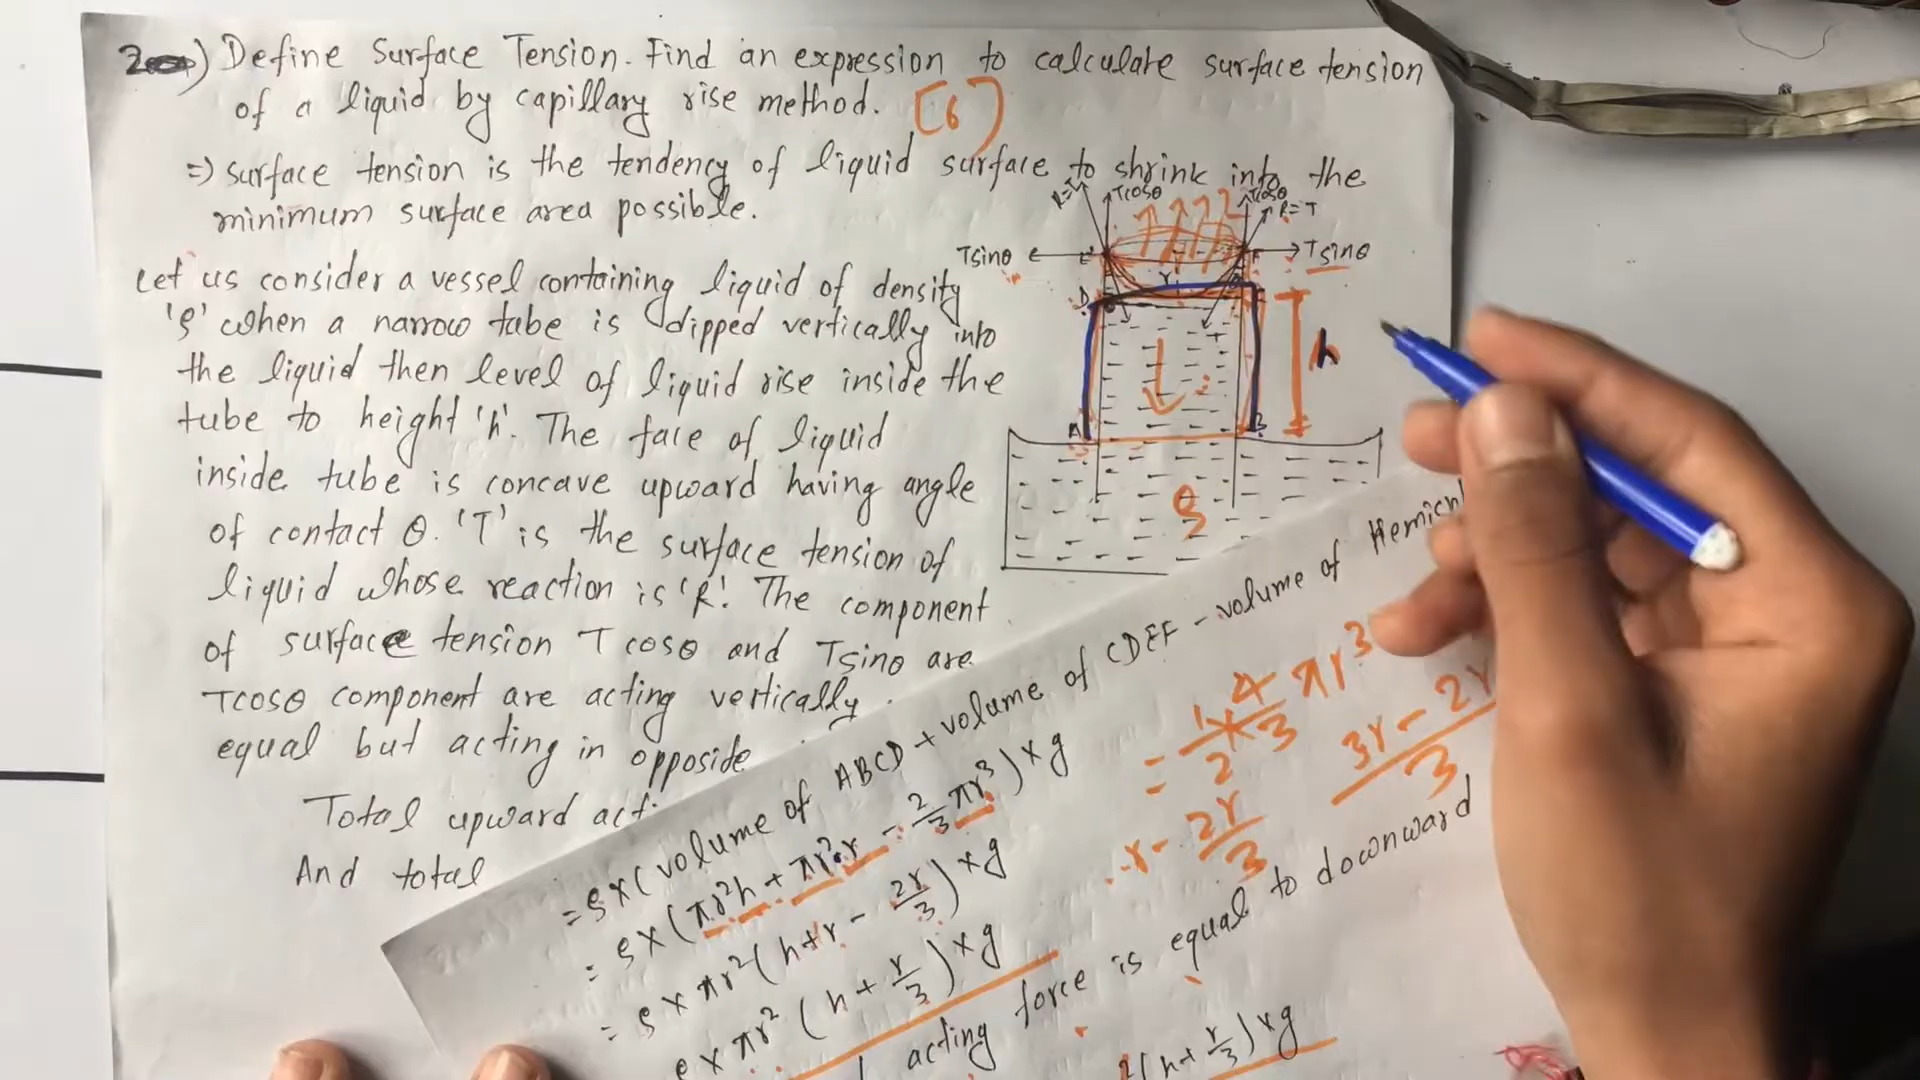 2) Define Surface Tension. Find an expression to calculate surface tension
of a liquid by capillary rise method. [6]
=> surface tension is the tendency of liquid surface to shrink into the
minimum surface area possible.
Tcosθ
Tcosθ
R=T
Tsinθ
Tsinθ
Let us consider a vessel containing liquid of density
'ρ' when a narrow tube is dipped vertically into
the liquid then level of liquid rise inside the
tube to height 'h'. The face of liquid
inside tube is concave upward having angle
of contact θ. 'T' is the surface tension of
liquid whose reaction is 'R'. The component
of surface tension Tcosθ and Tsinθ are
Tcosθ component are acting vertically
equal but acting in opposide
Total upward
And total
D
r
h
A
B
ρ
= ρ×(volume of ABCD + volume of CDEF - volume of
= ρ×(πr²h + πr²·r - 2/3 πr³)×g
= ρ×πr²(h+r - 2r/3)×g
ρ×πr²(h + r/3)×g
acting force is equal to downward
(h+ r/3)×g
= 1/2 × 4/3 πr³
r - 2r/3
3r - 2r/3